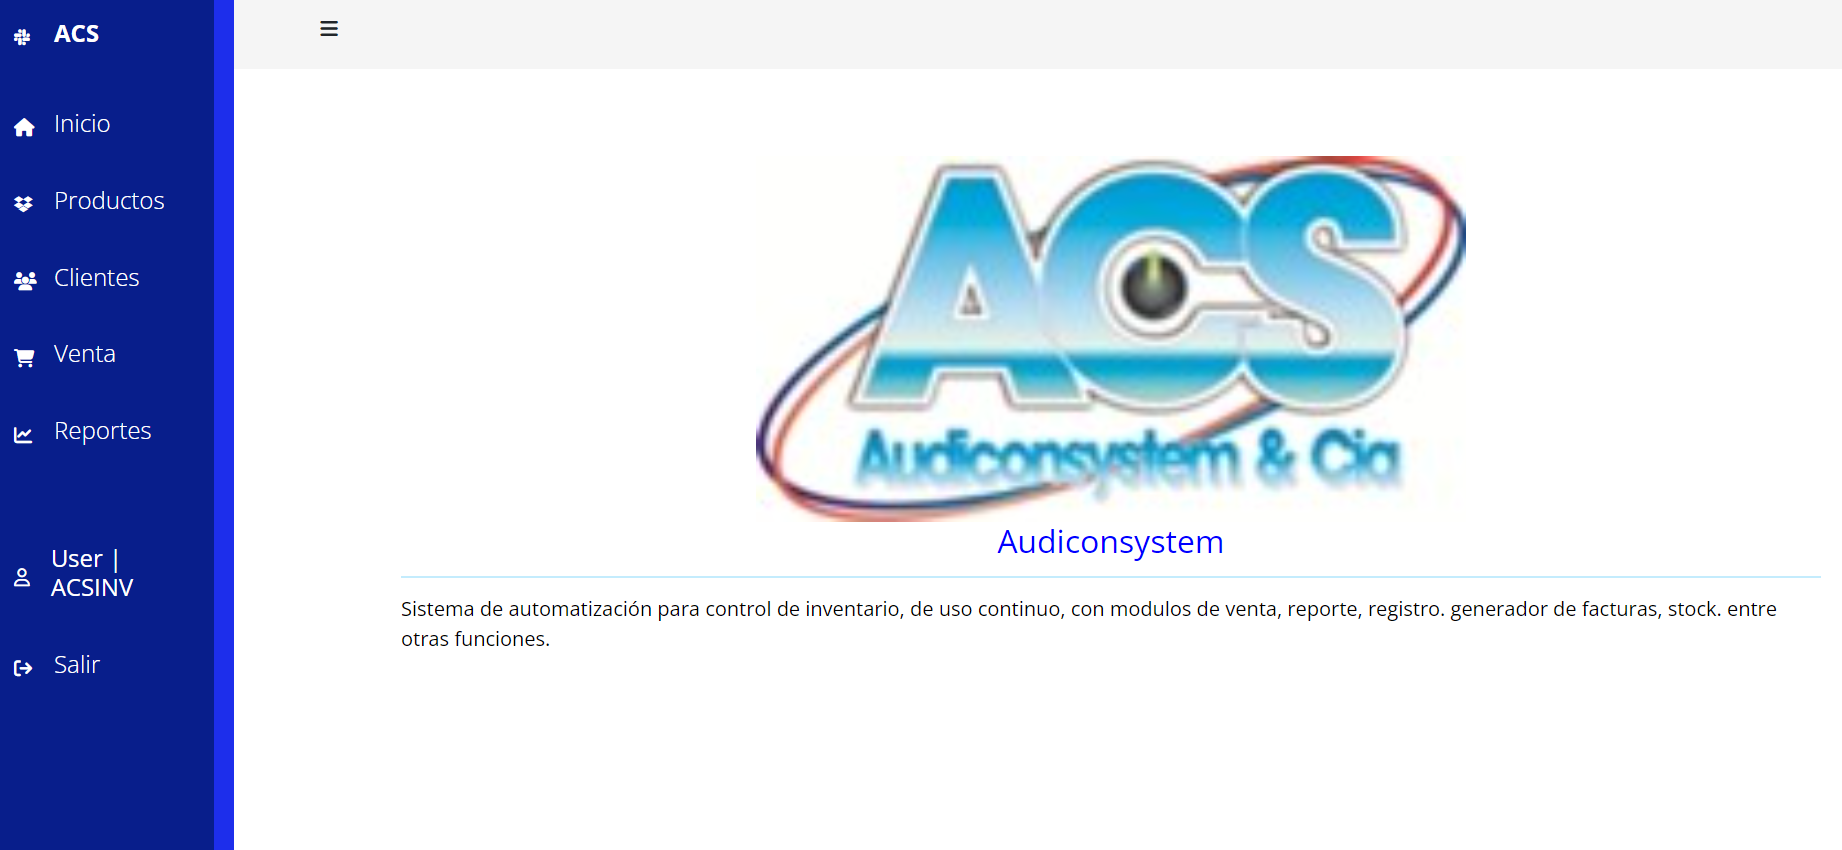 ACS
Inicio
Productos
Clientes
Venta
Reportes
User |
ACSINV
Salir
ACS
Audiconsystem & Cia
Audiconsystem
Sistema de automatización para control de inventario, de uso continuo, con modulos de venta, reporte, registro. generador de facturas, stock. entre
otras funciones.